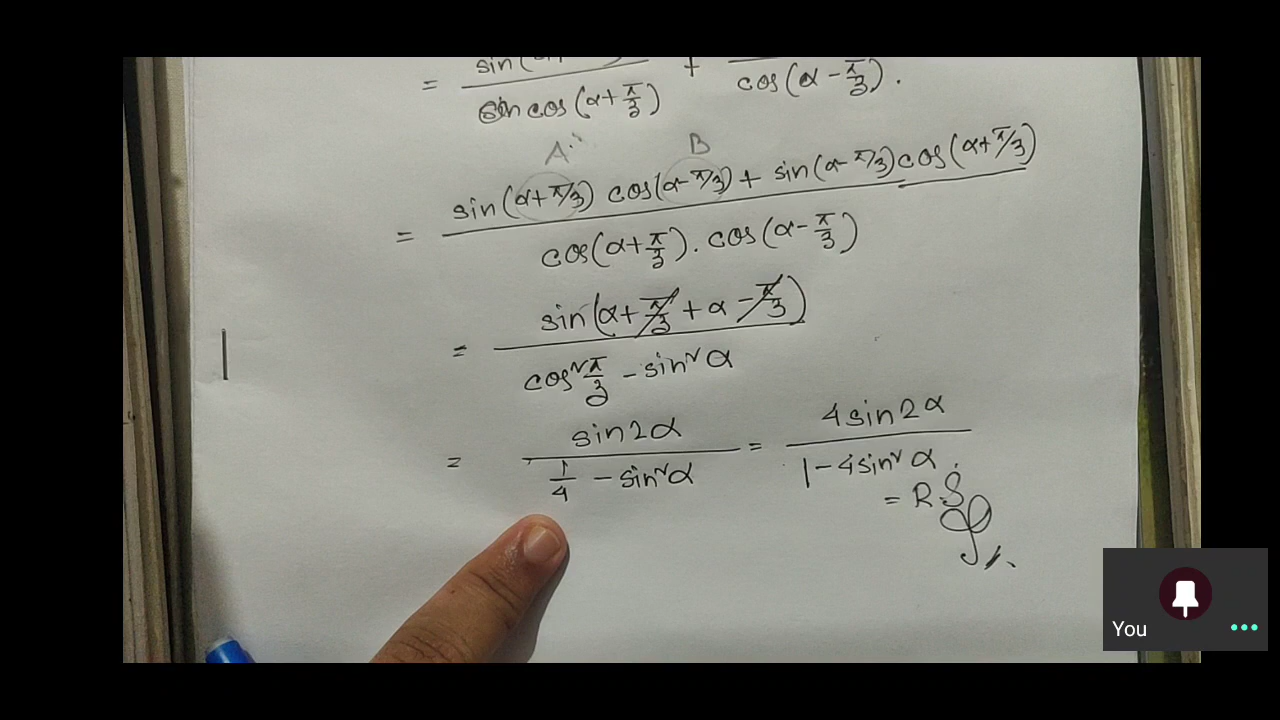 = sin( + cos(α - π/3).
sin cos(α + π/3)
A B
= sin(α+π/3) cos(α-π/3) + sin(α-π/3) cos(α+π/3)
cos(α+π/3). cos(α-π/3)
= sin(α+π/3+α-π/3)
cos²π/3 - sin²α
= sin2α = 4sin2α
1/4 - sin²α 1-4sin²α.
= R.S
You